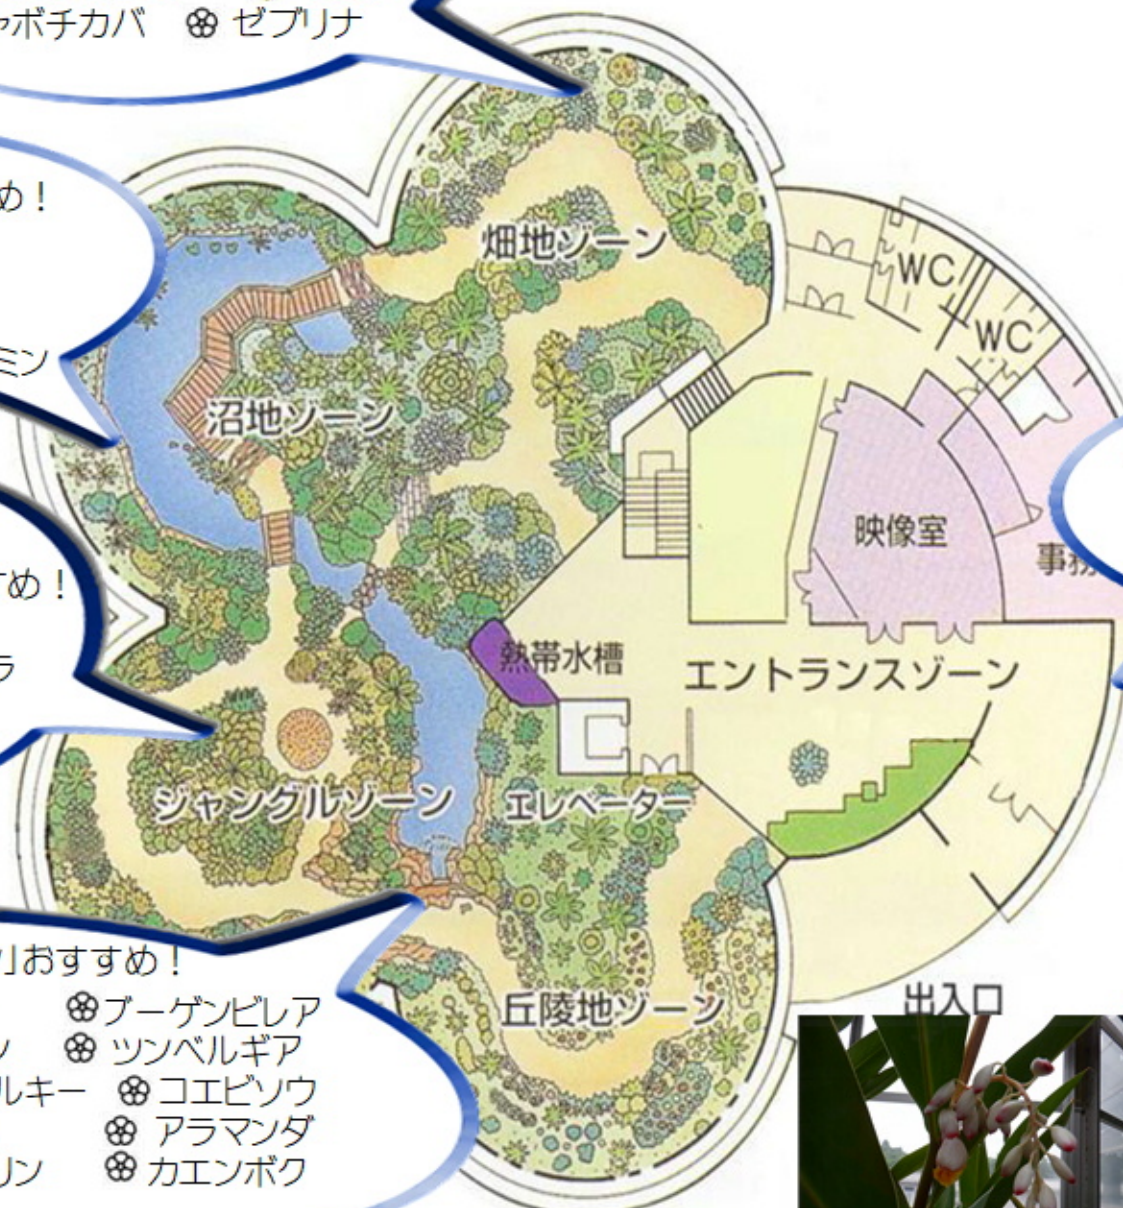 ャボチカバ ゼブリナ
め！
畑地ゾーン
WC
WC
ミン
沼地ゾーン
映像室
事務
すめ！
熱帯水槽
エントランスゾーン
ラ
ジャングルゾーン
エレベーター
」おすすめ！
丘陵地ゾーン
出入口
ブーゲンビレア
ン ツンベルギア
ルキー コエビソウ
アラマンダ
リン カエンボク